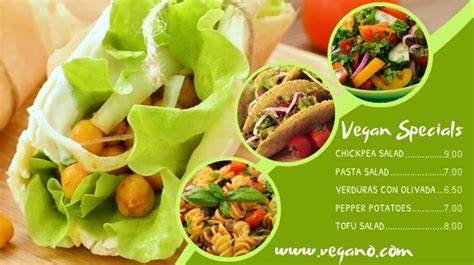 Vegan Specials
CHICKPEA SALAD...............9.00
PASTA SALAD.....................7.00
VERDURAS CON OLIVADA...6.50
PEPPER POTATOES..............7.00
TOFU SALAD......................8.00
www.vegano.com